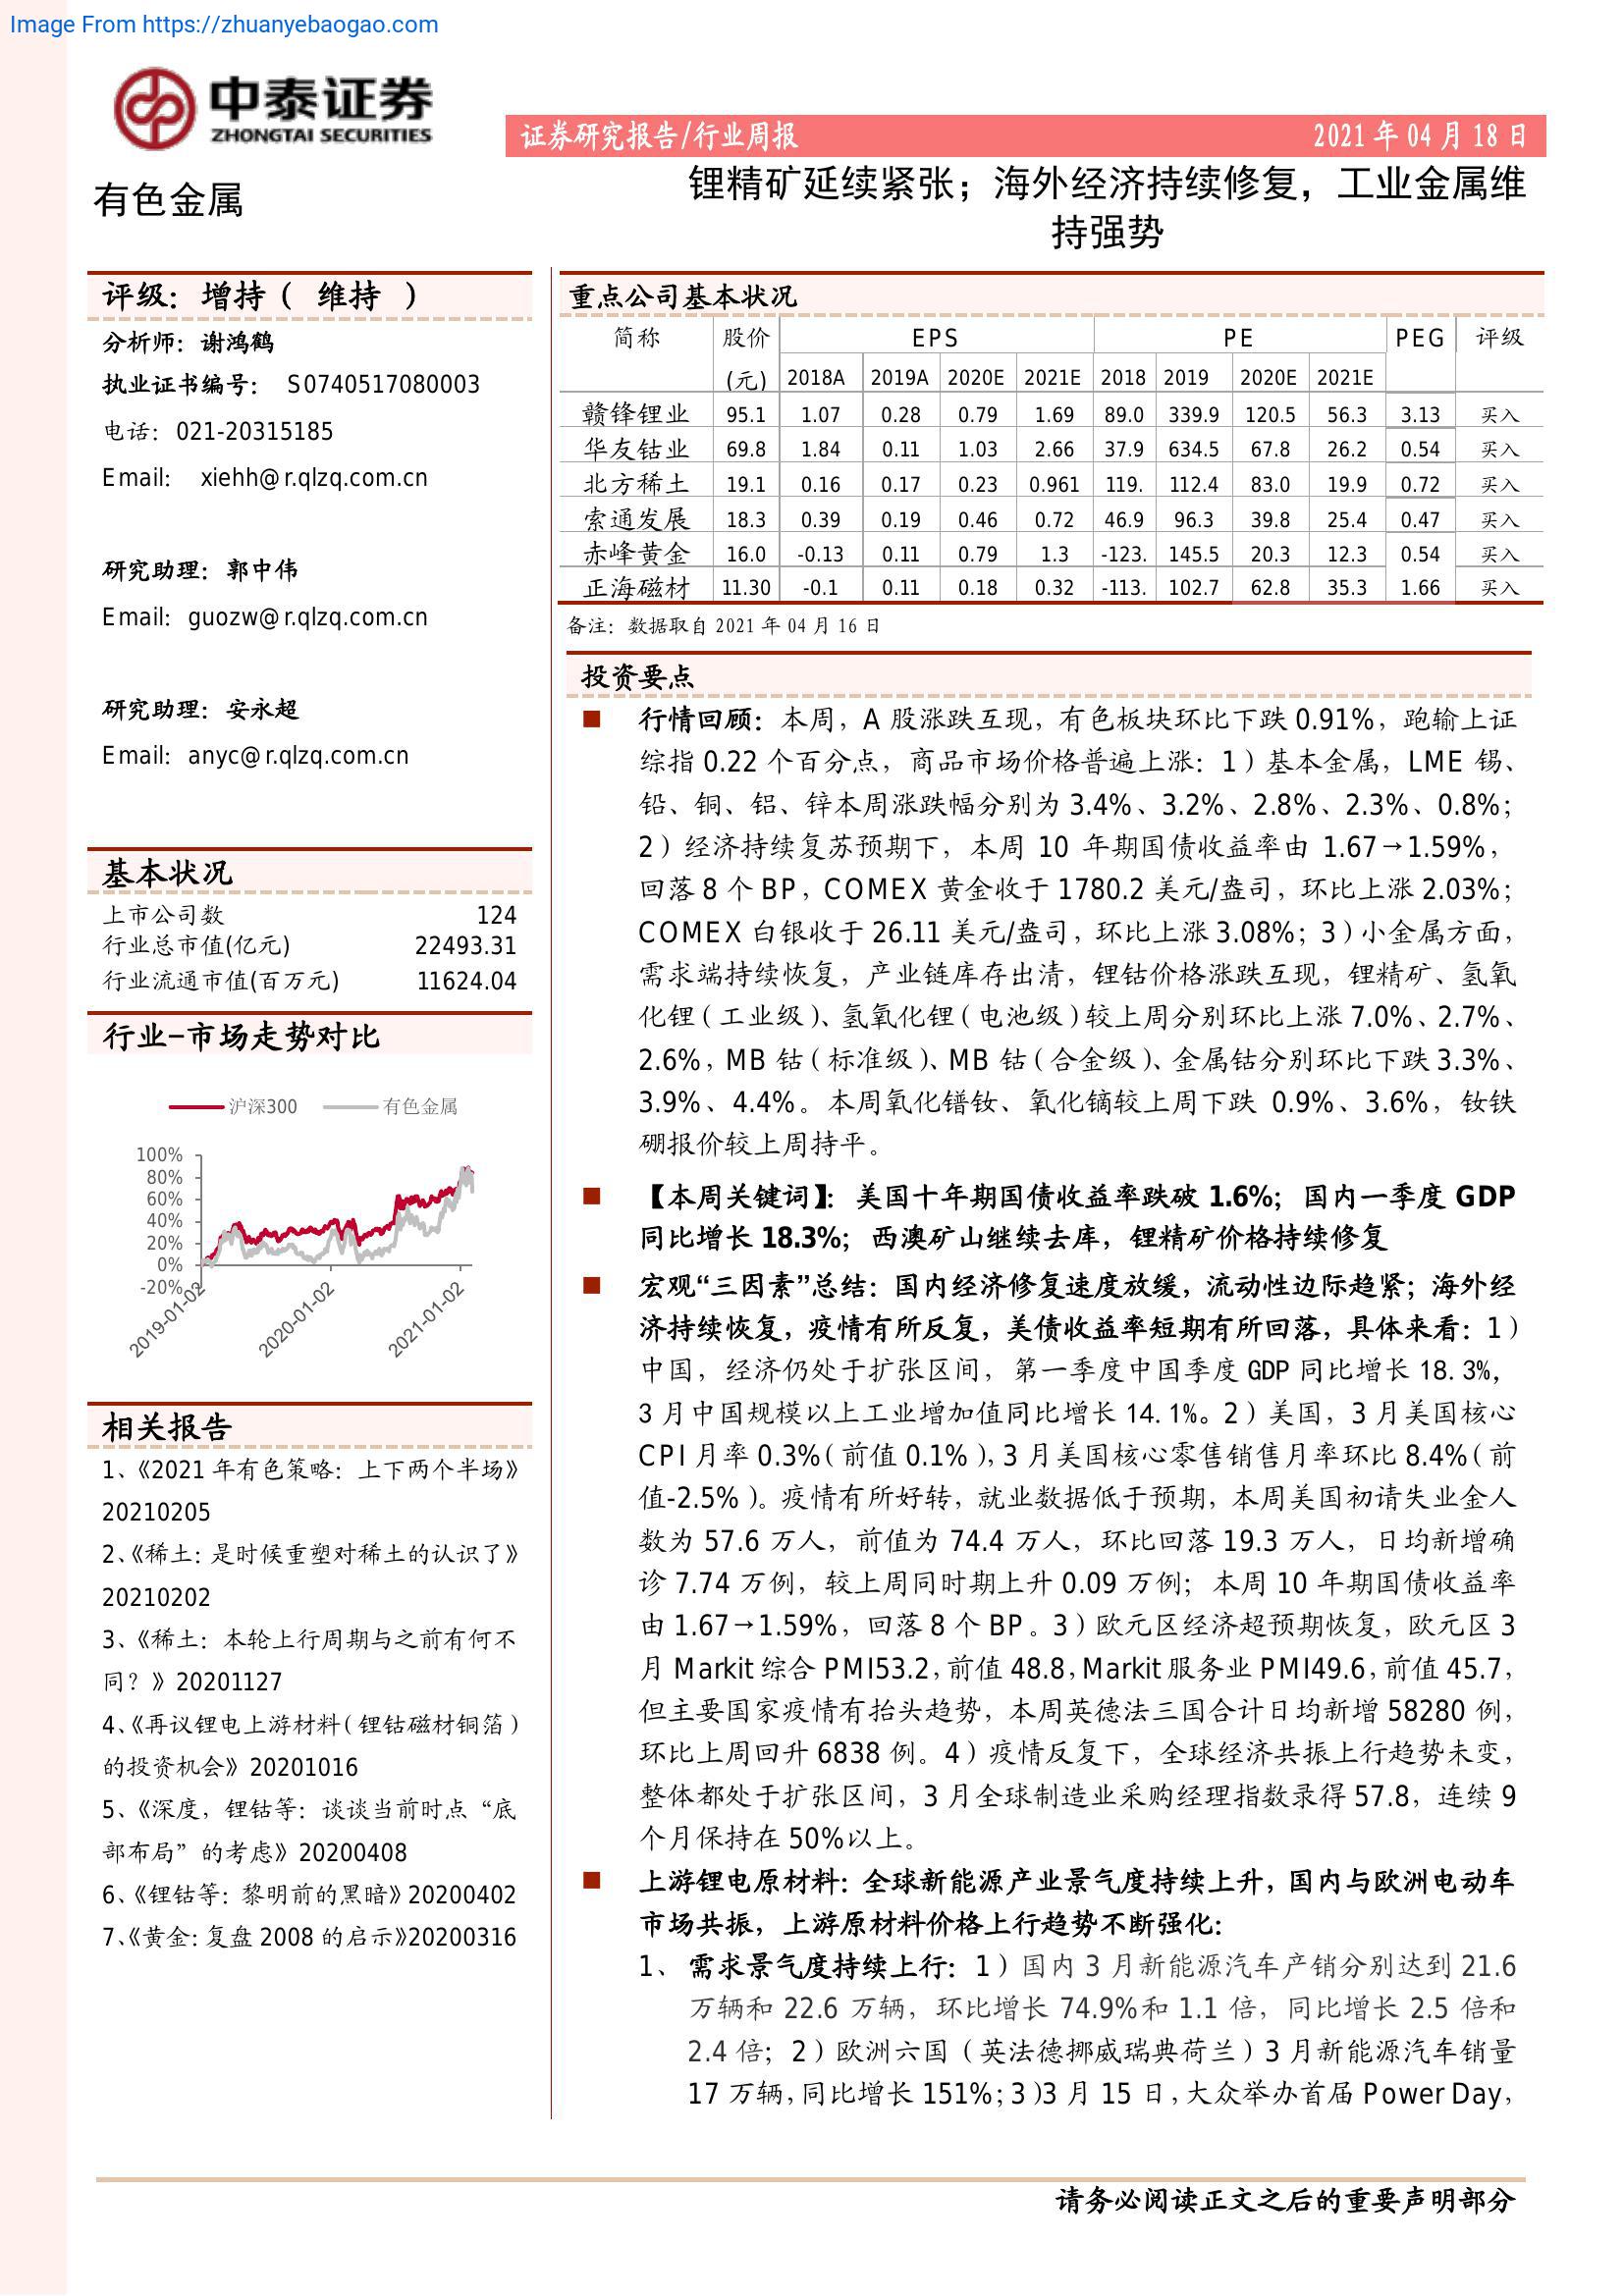 Image From https://zhuanyebaogao.com
中泰证券
ZHONGTAI SECURITIES
证券研究报告/行业周报 2021 年 04 月 18 日
有色金属
锂精矿延续紧张；海外经济持续修复，工业金属维
持强势
评级：增持（ 维持 ）
分析师：谢鸿鹤
执业证书编号： S0740517080003
电话：021-20315185
Email: xiehh@r.qlzq.com.cn
研究助理：郭中伟
Email: guozw@r.qlzq.com.cn
研究助理：安永超
Email: anyc@r.qlzq.com.cn
基本状况
上市公司数 124
行业总市值(亿元) 22493.31
行业流通市值(百万元) 11624.04
行业-市场走势对比
沪深300 有色金属
100%
80%
60%
40%
20%
0%
-20%
2019-01-02 2020-01-02 2021-01-02
相关报告
1、《2021 年有色策略：上下两个半场》
20210205
2、《稀土：是时候重塑对稀土的认识了》
20210202
3、《稀土：本轮上行周期与之前有何不
同？》20201127
4、《再议锂电上游材料（锂钴磁材铜箔）
的投资机会》20201016
5、《深度，锂钴等：谈谈当前时点“底
部布局”的考虑》20200408
6、《锂钴等：黎明前的黑暗》20200402
7、《黄金：复盘 2008 的启示》20200316
重点公司基本状况
简称 股价 EPS PE PEG 评级
(元) 2018A 2019A 2020E 2021E 2018 2019 2020E 2021E
赣锋锂业 95.1 1.07 0.28 0.79 1.69 89.0 339.9 120.5 56.3 3.13 买入
华友钴业 69.8 1.84 0.11 1.03 2.66 37.9 634.5 67.8 26.2 0.54 买入
北方稀土 19.1 0.16 0.17 0.23 0.961 119. 112.4 83.0 19.9 0.72 买入
索通发展 18.3 0.39 0.19 0.46 0.72 46.9 96.3 39.8 25.4 0.47 买入
赤峰黄金 16.0 -0.13 0.11 0.79 1.3 -123. 145.5 20.3 12.3 0.54 买入
正海磁材 11.30 -0.1 0.11 0.18 0.32 -113. 102.7 62.8 35.3 1.66 买入
备注：数据取自 2021 年 04 月 16 日
投资要点
行情回顾：本周，A 股涨跌互现，有色板块环比下跌 0.91%，跑输上证
综指 0.22 个百分点，商品市场价格普遍上涨：1）基本金属，LME 锡、
铅、铜、铝、锌本周涨跌幅分别为 3.4%、3.2%、2.8%、2.3%、0.8%；
2）经济持续复苏预期下，本周 10 年期国债收益率由 1.67→1.59%，
回落 8 个 BP，COMEX 黄金收于 1780.2 美元/盎司，环比上涨 2.03%；
COMEX 白银收于 26.11 美元/盎司，环比上涨 3.08%；3）小金属方面，
需求端持续恢复，产业链库存出清，锂钴价格涨跌互现，锂精矿、氢氧
化锂（工业级）、氢氧化锂（电池级）较上周分别环比上涨 7.0%、2.7%、
2.6%，MB 钴（标准级）、MB 钴（合金级）、金属钴分别环比下跌 3.3%、
3.9%、4.4%。本周氧化镨钕、氧化镝较上周下跌 0.9%、3.6%，钕铁
硼报价较上周持平。
【本周关键词】：美国十年期国债收益率跌破 1.6%；国内一季度 GDP
同比增长 18.3%；西澳矿山继续去库，锂精矿价格持续修复
宏观“三因素”总结：国内经济修复速度放缓，流动性边际趋紧；海外经
济持续恢复，疫情有所反复，美债收益率短期有所回落，具体来看：1）
中国，经济仍处于扩张区间，第一季度中国季度 GDP 同比增长 18.3%，
3 月中国规模以上工业增加值同比增长 14.1%。2）美国，3 月美国核心
CPI 月率 0.3%（前值 0.1%），3 月美国核心零售销售月率环比 8.4%（前
值-2.5%）。疫情有所好转，就业数据低于预期，本周美国初请失业金人
数为 57.6 万人，前值为 74.4 万人，环比回落 19.3 万人，日均新增确
诊 7.74 万例，较上周同时期上升 0.09 万例；本周 10 年期国债收益率
由 1.67→1.59%，回落 8 个 BP。3）欧元区经济超预期恢复，欧元区 3
月 Markit 综合 PMI53.2，前值 48.8，Markit 服务业 PMI49.6，前值 45.7，
但主要国家疫情有抬头趋势，本周英德法三国合计日均新增 58280 例，
环比上周回升 6838 例。4）疫情反复下，全球经济共振上行趋势未变，
整体都处于扩张区间，3 月全球制造业采购经理指数录得 57.8，连续 9
个月保持在 50%以上。
上游锂电原材料：全球新能源产业景气度持续上升，国内与欧洲电动车
市场共振，上游原材料价格上行趋势不断强化：
1、 需求景气度持续上行：1）国内 3 月新能源汽车产销分别达到 21.6
万辆和 22.6 万辆，环比增长 74.9%和 1.1 倍，同比增长 2.5 倍和
2.4 倍；2）欧洲六国（英法德挪威瑞典荷兰）3 月新能源汽车销量
17 万辆，同比增长 151%；3）3 月 15 日，大众举办首届 Power Day，
请务必阅读正文之后的重要声明部分